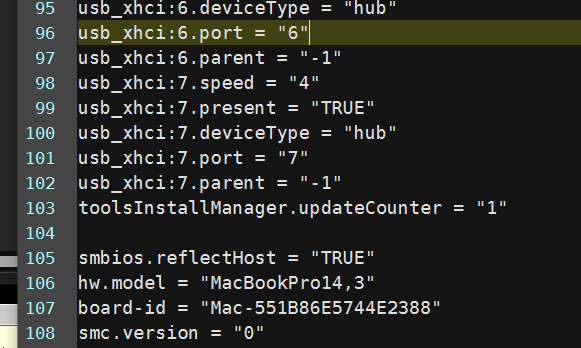 95 usb_xhci:6.deviceType = "hub"
96 usb_xhci:6.port = "6"
97 usb_xhci:6.parent = "-1"
98 usb_xhci:7.speed = "4"
99 usb_xhci:7.present = "TRUE"
100 usb_xhci:7.deviceType = "hub"
101 usb_xhci:7.port = "7"
102 usb_xhci:7.parent = "-1"
103 toolsInstallManager.updateCounter = "1"
104
105 smbios.reflectHost = "TRUE"
106 hw.model = "MacBookPro14,3"
107 board-id = "Mac-551B86E5744E2388"
108 smc.version = "0"